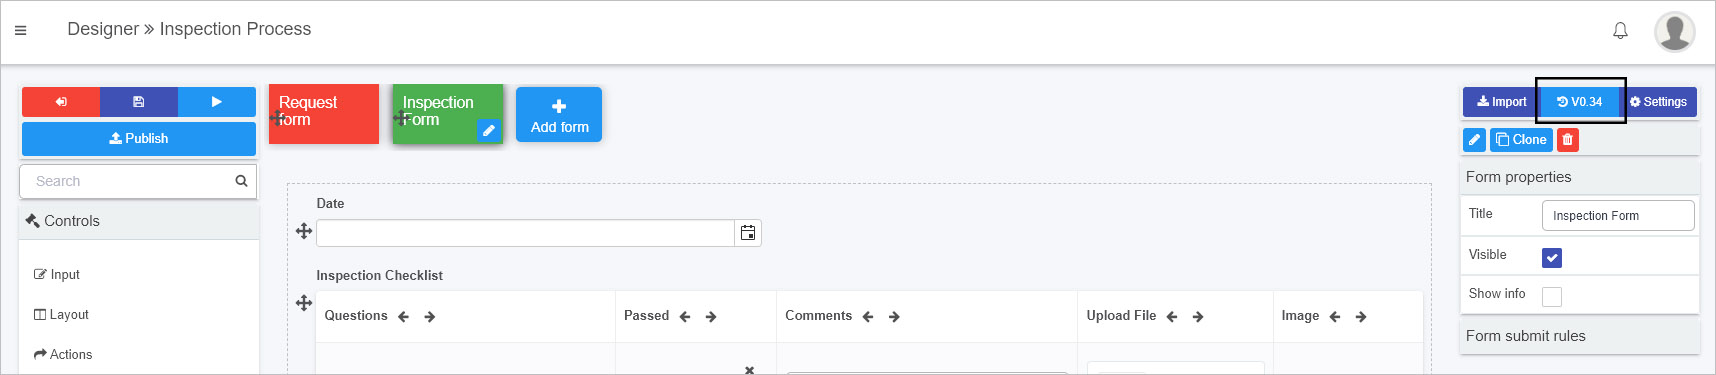 Designer » Inspection Process
Request
form
Inspection
Form
Add form
Import
V0.34
Settings
Publish
Clone
Search
Controls
Input
Layout
Actions
Date
Inspection Checklist
Questions
Passed
Comments
Upload File
Image
Form properties
Title
Inspection Form
Visible
Show info
Form submit rules